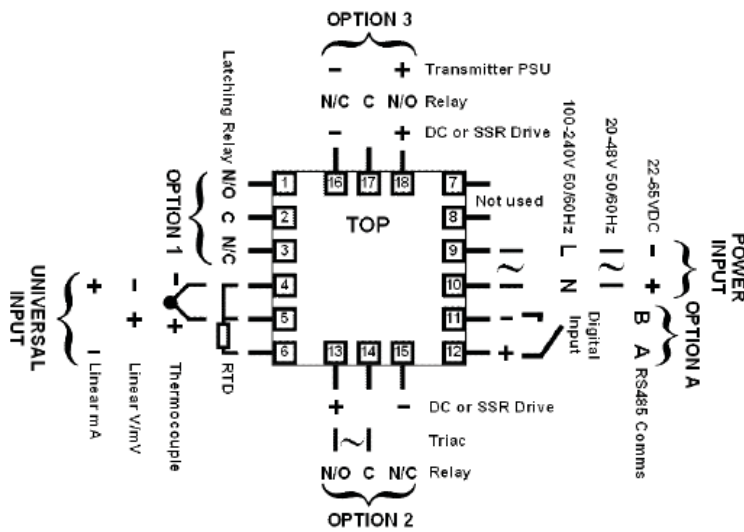 OPTION 3
− + Transmitter PSU
N/C C N/O Relay
− + DC or SSR Drive
16 17 18
TOP
Latching Relay
N/O C N/C
OPTION 1
1
2
3
4
5
6
7
8
9
10
11
12
Not used
100-240V 50/60Hz
L N
20-48V 50/60Hz
22-65VDC
− +
POWER INPUT
OPTION A
B A
RS485 Comms
− +
Digital Input
UNIVERSAL INPUT
+ − Linear mA
− + Linear V/mV
− + Thermocouple
RTD
13 14 15
+ − DC or SSR Drive
~ Triac
N/O C N/C Relay
OPTION 2